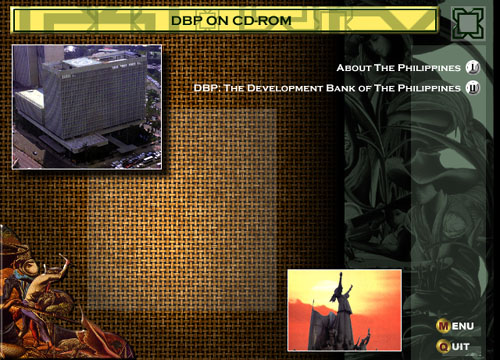 DBP ON CD-ROM
About The Philippines I
DBP: The Development Bank of The Philippines II
MENU
QUIT